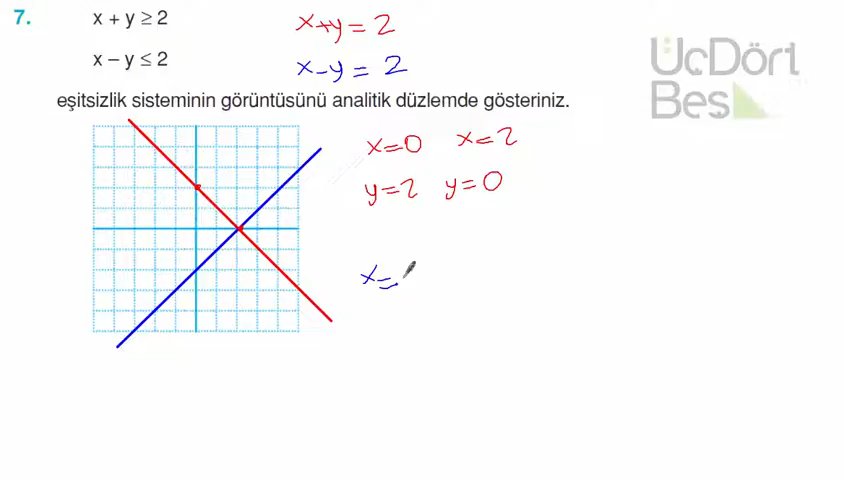 7. x + y ≥ 2 x+y = 2
x − y ≤ 2 x−y = 2
eşitsizlik sisteminin görüntüsünü analitik düzlemde gösteriniz.
ÜçDört
Beş
x=0 x=2
y=2 y=0
x=